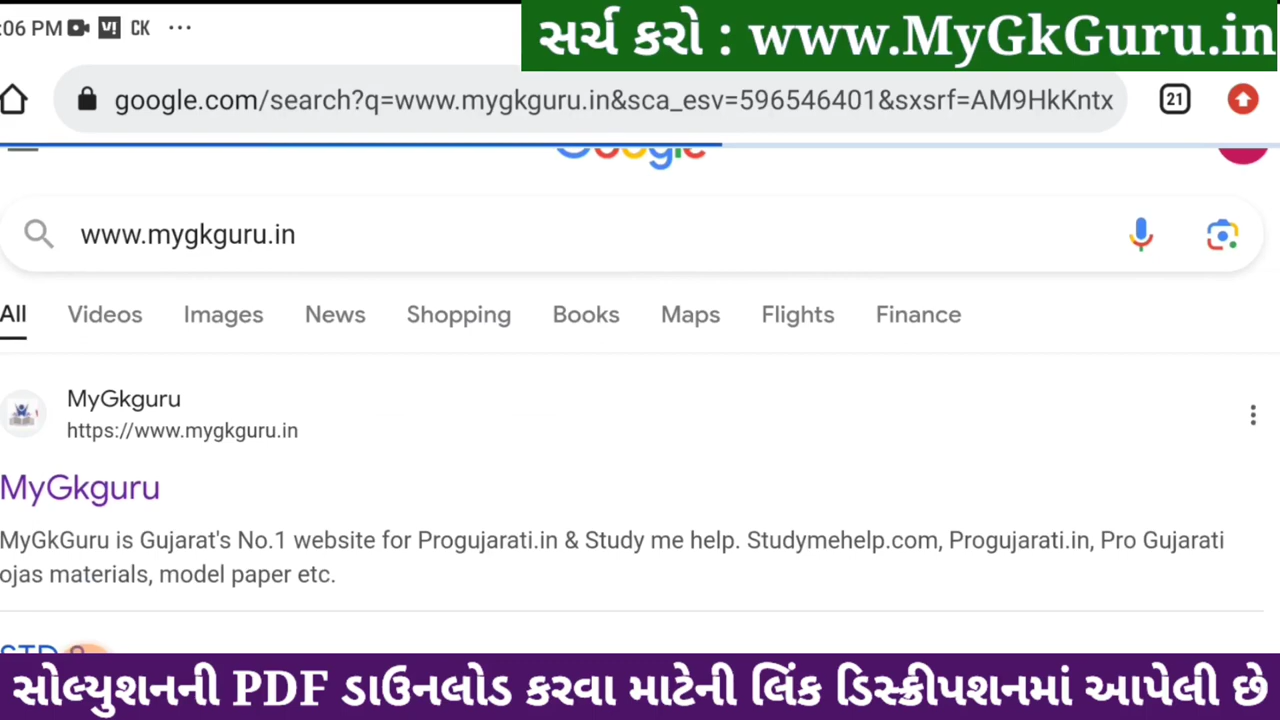 :06 PM V! CK ...
સર્ચ કરો : www.MyGkGuru.in
google.com/search?q=www.mygkguru.in&sca_esv=596546401&sxsrf=AM9HkKntx
21
Google
www.mygkguru.in
All Videos Images News Shopping Books Maps Flights Finance
MyGkguru
https://www.mygkguru.in
MyGkguru
MyGkGuru is Gujarat's No.1 website for Progujarati.in & Study me help. Studymehelp.com, Progujarati.in, Pro Gujarati
ojas materials, model paper etc.
STD
સોલ્યુશનની PDF ડાઉનલોડ કરવા માટેની લિંક ડિસ્ક્રીપશનમાં આપેલી છે